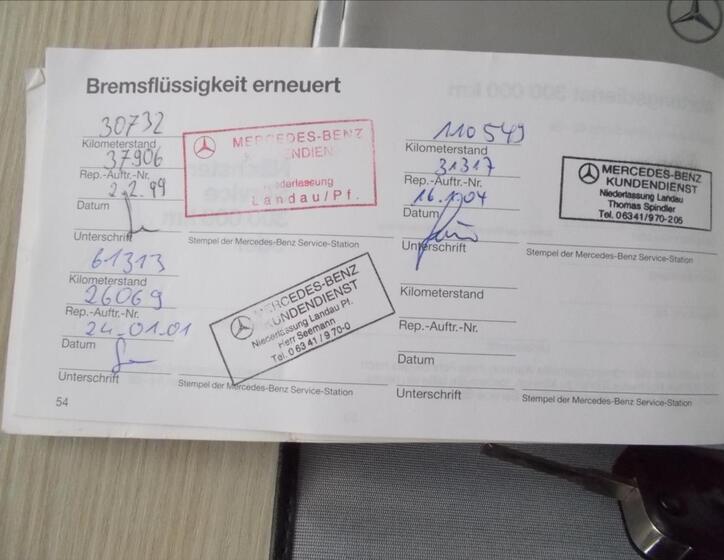 Bremsflüssigkeit erneuert
30732
Kilometerstand
37906
Rep.-Auftr.-Nr.
2.2.99
Datum
Unterschrift
MERCEDES-BENZ
Niederlassung
Landau/Pf.
Stempel der Mercedes-Benz Service-Station
61313
Kilometerstand
26069
Rep.-Auftr.-Nr.
24.01.01
Datum
Unterschrift
MERCEDES-BENZ
KUNDENDIENST
Niederlassung Landau Pf.
Herr Seemann
Tel. 0 63 41 / 9 70-0
Stempel der Mercedes-Benz Service-Station
54
110549
Kilometerstand
31317
Rep.-Auftr.-Nr.
16.1.04
Datum
Unterschrift
MERCEDES-BENZ
KUNDENDIENST
Niederlassung Landau
Thomas Spindler
Tel. 06341/970-206
Stempel der Mercedes-Benz Service-Station
Kilometerstand
Rep.-Auftr.-Nr.
Datum
Unterschrift
Stempel der Mercedes-Benz Service-Station